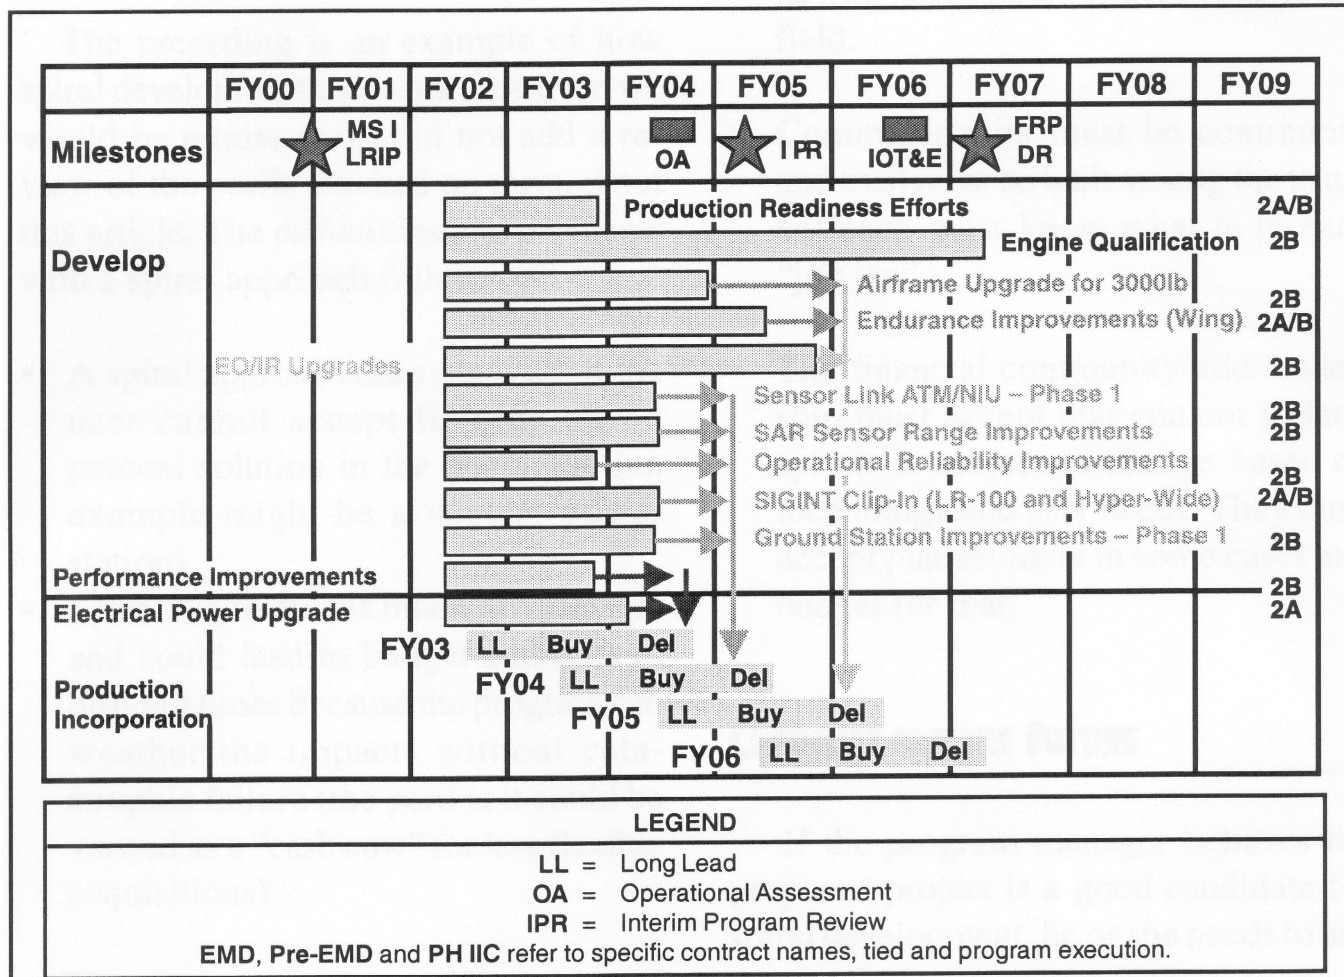 FY00 FY01 FY02 FY03 FY04 FY05 FY06 FY07 FY08 FY09
Milestones
MS I
LRIP
OA
I PR
IOT&E
FRP
DR
Develop
Production Readiness Efforts 2A/B
Engine Qualification 2B
Airframe Upgrade for 3000lb 2B
Endurance Improvements (Wing) 2A/B
EO/IR Upgrades 2B
Sensor Link ATM/NIU – Phase 1 2B
SAR Sensor Range Improvements 2B
Operational Reliability Improvements 2B
SIGINT Clip-In (LR-100 and Hyper-Wide) 2A/B
Ground Station Improvements – Phase 1 2B
Performance Improvements 2B
Electrical Power Upgrade 2A
Production
Incorporation
FY03 LL Buy Del
FY04 LL Buy Del
FY05 LL Buy Del
FY06 LL Buy Del
LEGEND
LL = Long Lead
OA = Operational Assessment
IPR = Interim Program Review
EMD, Pre-EMD and PH IIC refer to specific contract names, tied and program execution.